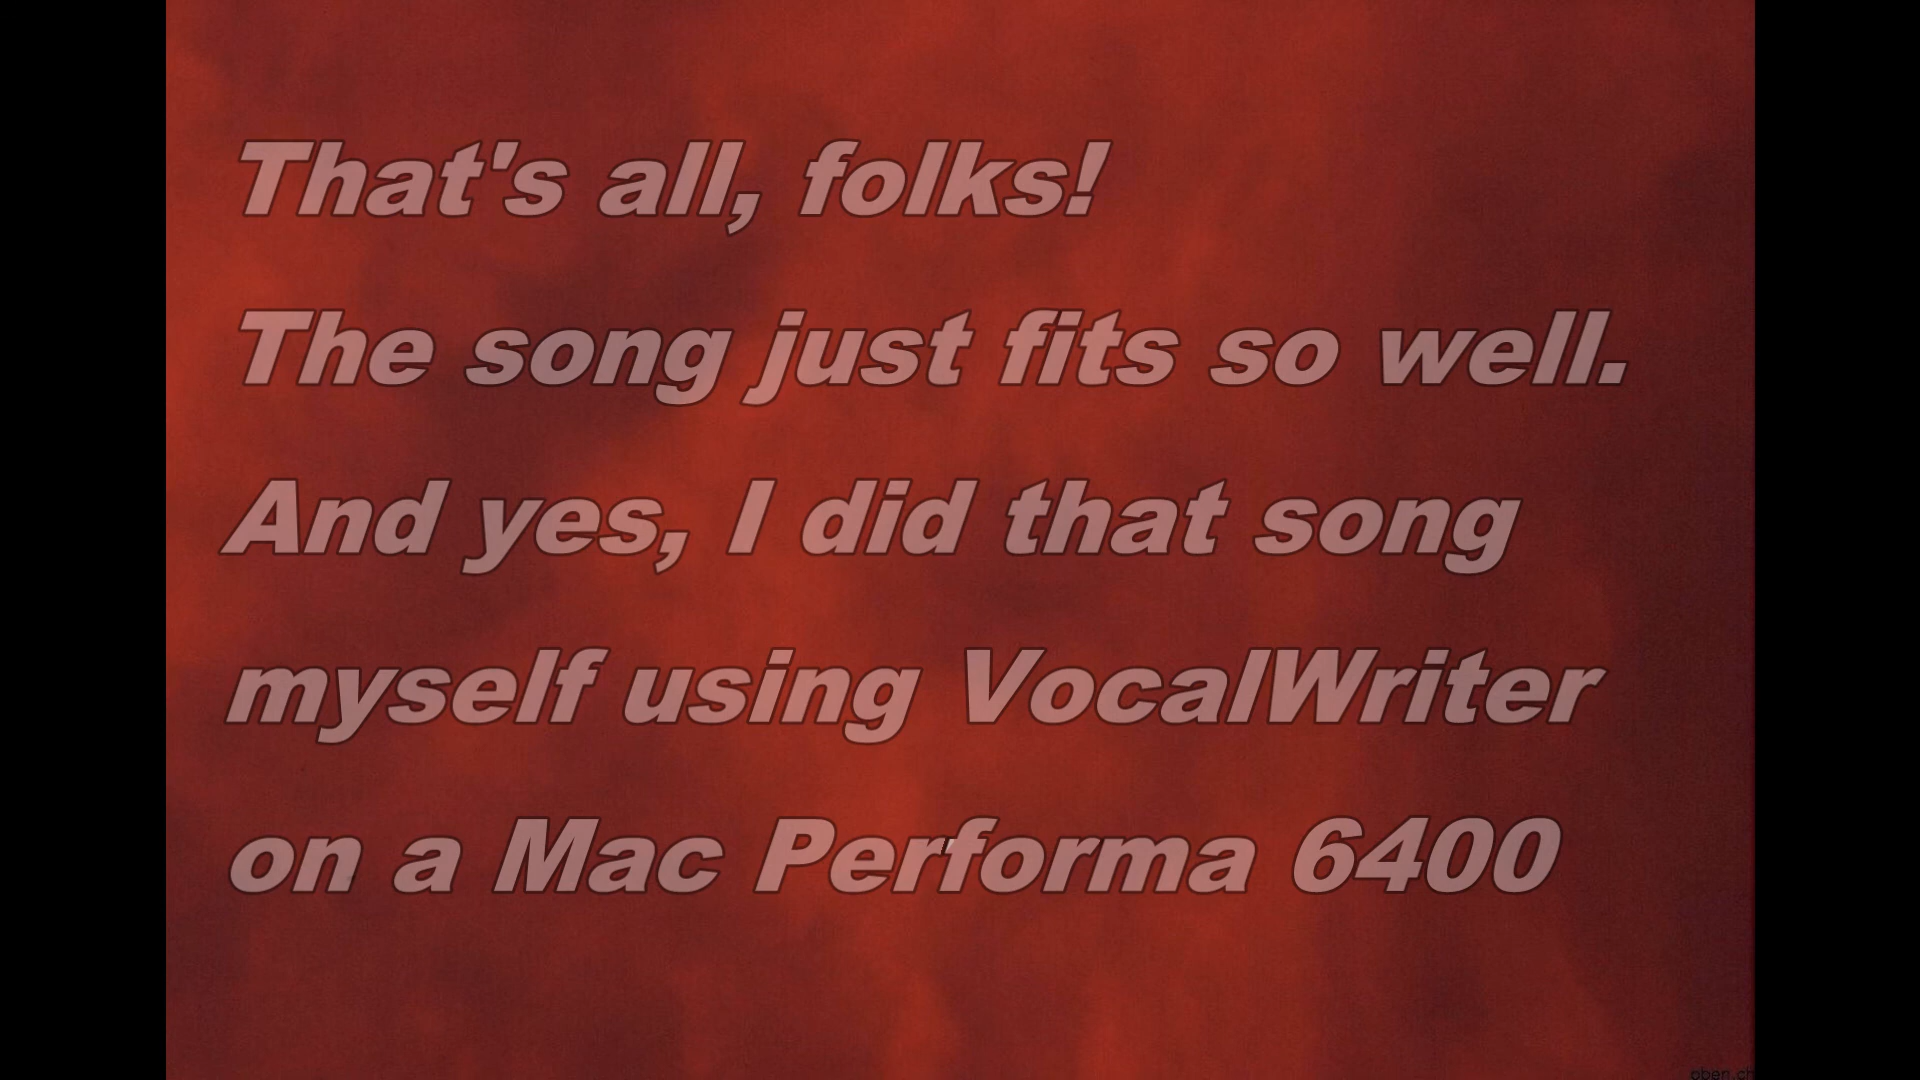 That's all, folks!
The song just fits so well.
And yes, I did that song
myself using VocalWriter
on a Mac Performa 6400